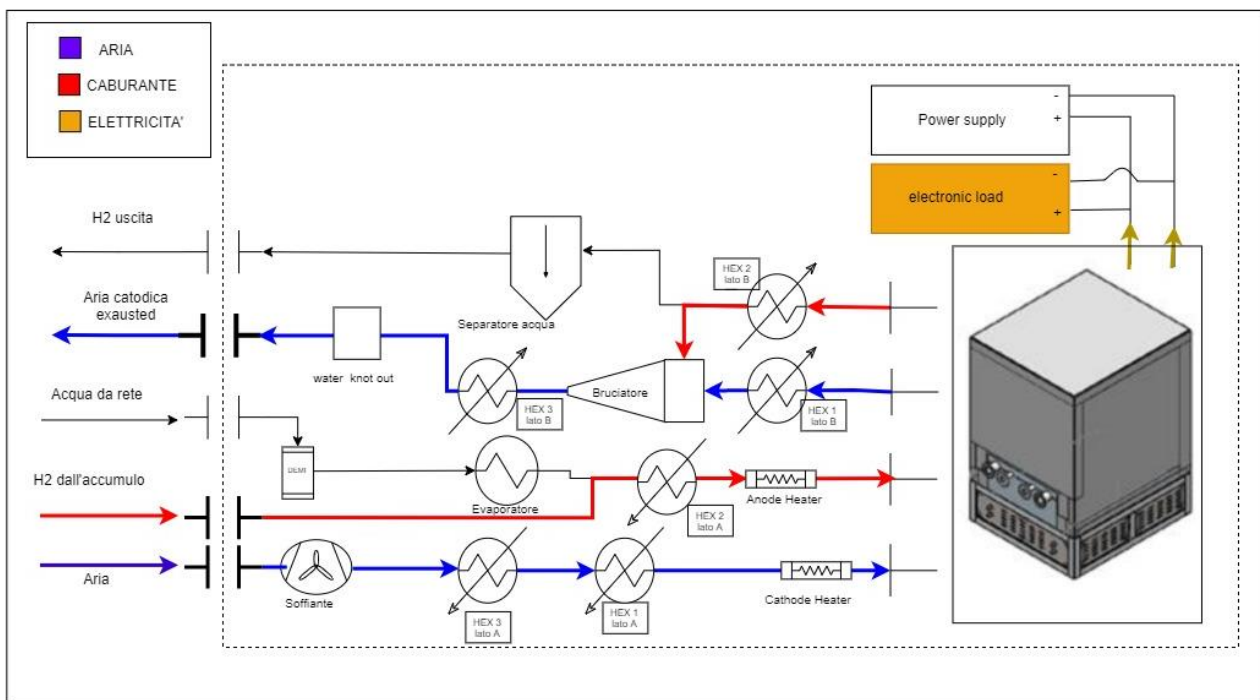 ARIA
CABURANTE
ELETTRICITA'
Power supply
-
+
electronic load
-
+
H2 uscita
HEX 2
lato B
Aria catodica
exausted
Separatore acqua
water knot out
Bruciatore
HEX 3
lato B
HEX 1
lato B
Acqua da rete
DEMI
H2 dall'accumulo
Evaporatore
HEX 2
lato A
Anode Heater
Aria
Soffiante
HEX 3
lato A
HEX 1
lato A
Cathode Heater